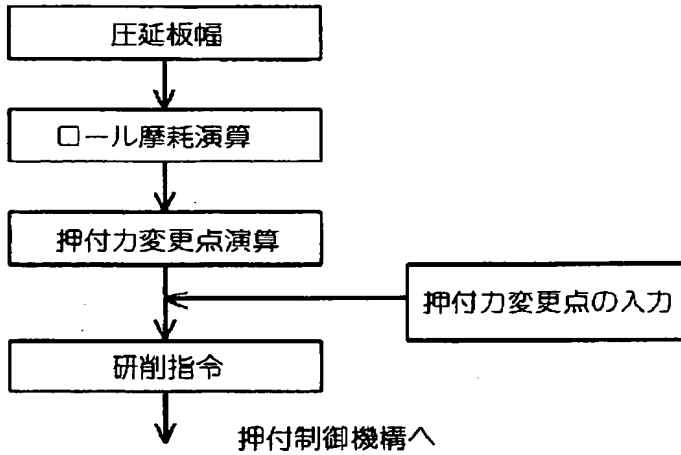 圧延板幅
ロール摩耗演算
押付力変更点演算
押付力変更点の入力
研削指令
押付制御機構へ